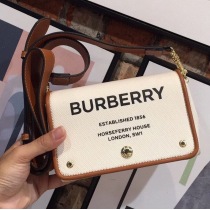 BURBERRY
ESTABLISHED 1856
HORSEFERRY HOUSE
LONDON, SW1